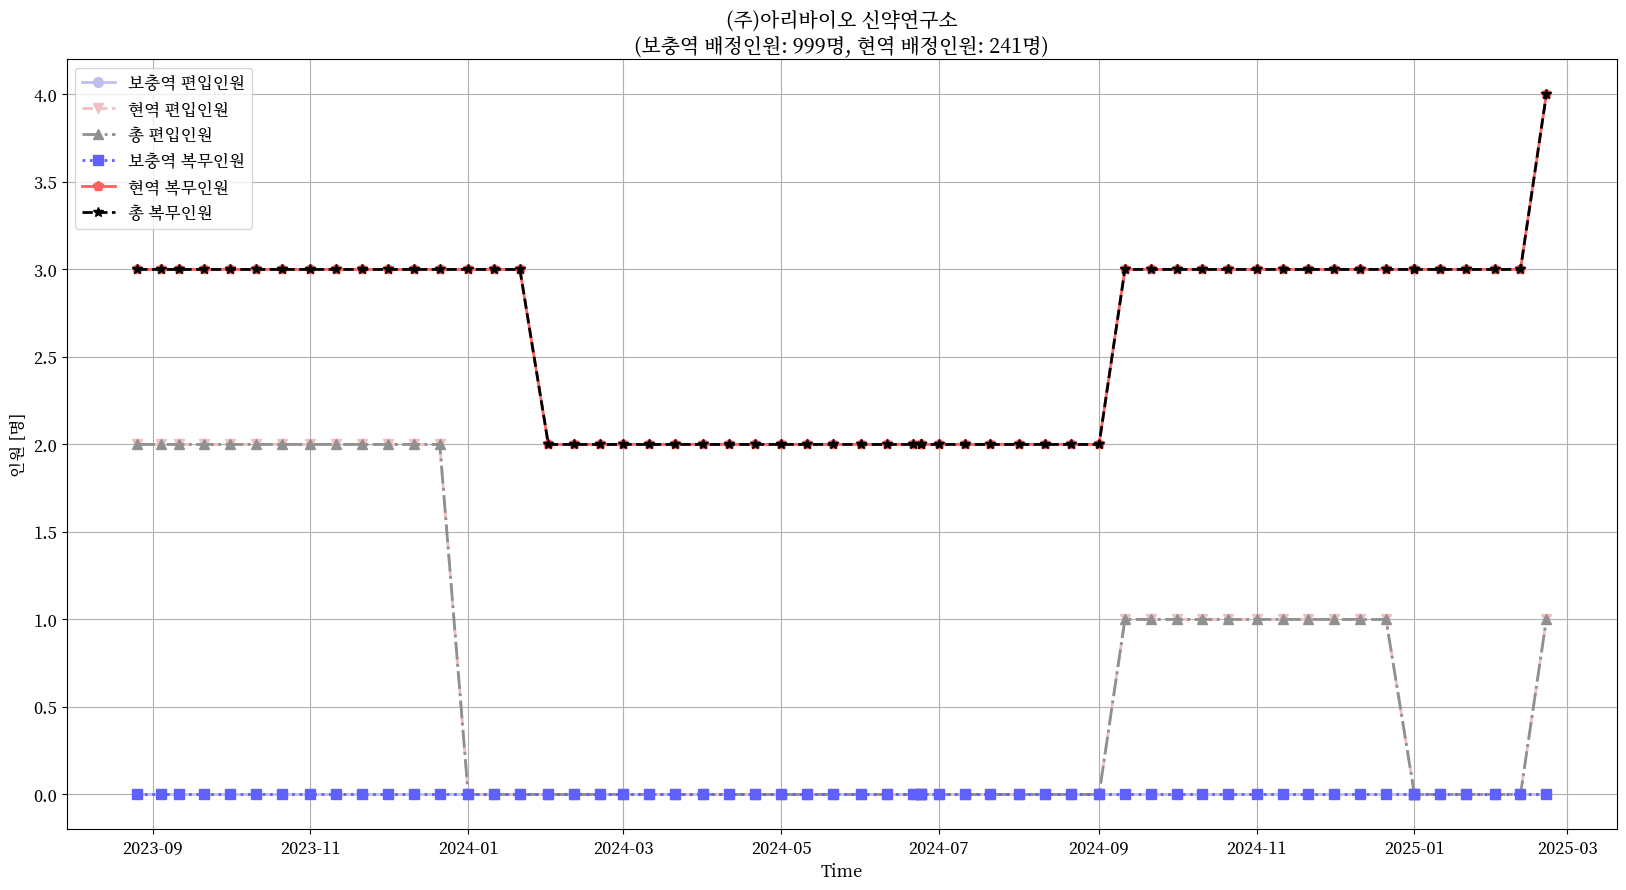 (주)아리바이오 신약연구소
(보충역 배정인원: 999명, 현역 배정인원: 241명)
보충역 편입인원
현역 편입인원
총 편입인원
보충역 복무인원
현역 복무인원
총 복무인원
인원 [명]
4.0
3.5
3.0
2.5
2.0
1.5
1.0
0.5
0.0
2023-09
2023-11
2024-01
2024-03
2024-05
2024-07
2024-09
2024-11
2025-01
2025-03
Time